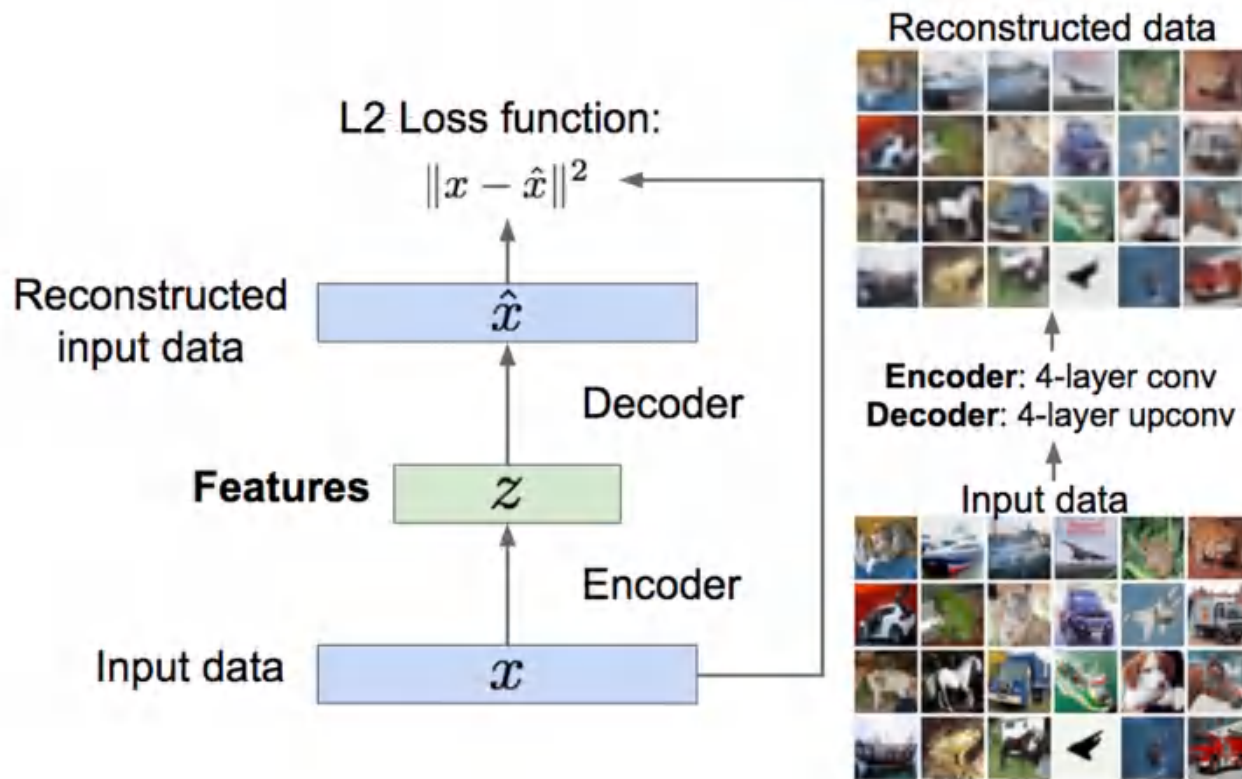 Reconstructed data
L2 Loss function:
‖x − x̂‖²
Reconstructed
input data
x̂
Decoder
Encoder: 4-layer conv
Decoder: 4-layer upconv
Features
z
Input data
Encoder
Input data
x